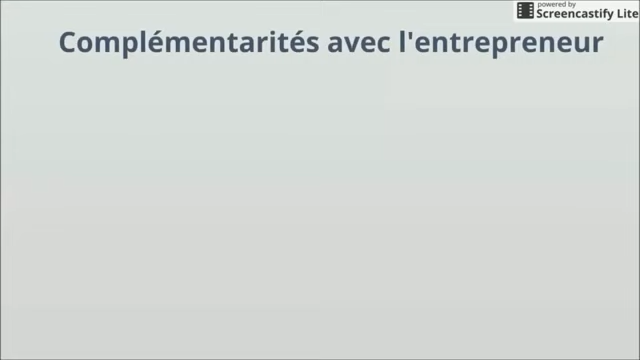 powered by
Screencastify Lite
Complémentarités avec l'entrepreneur